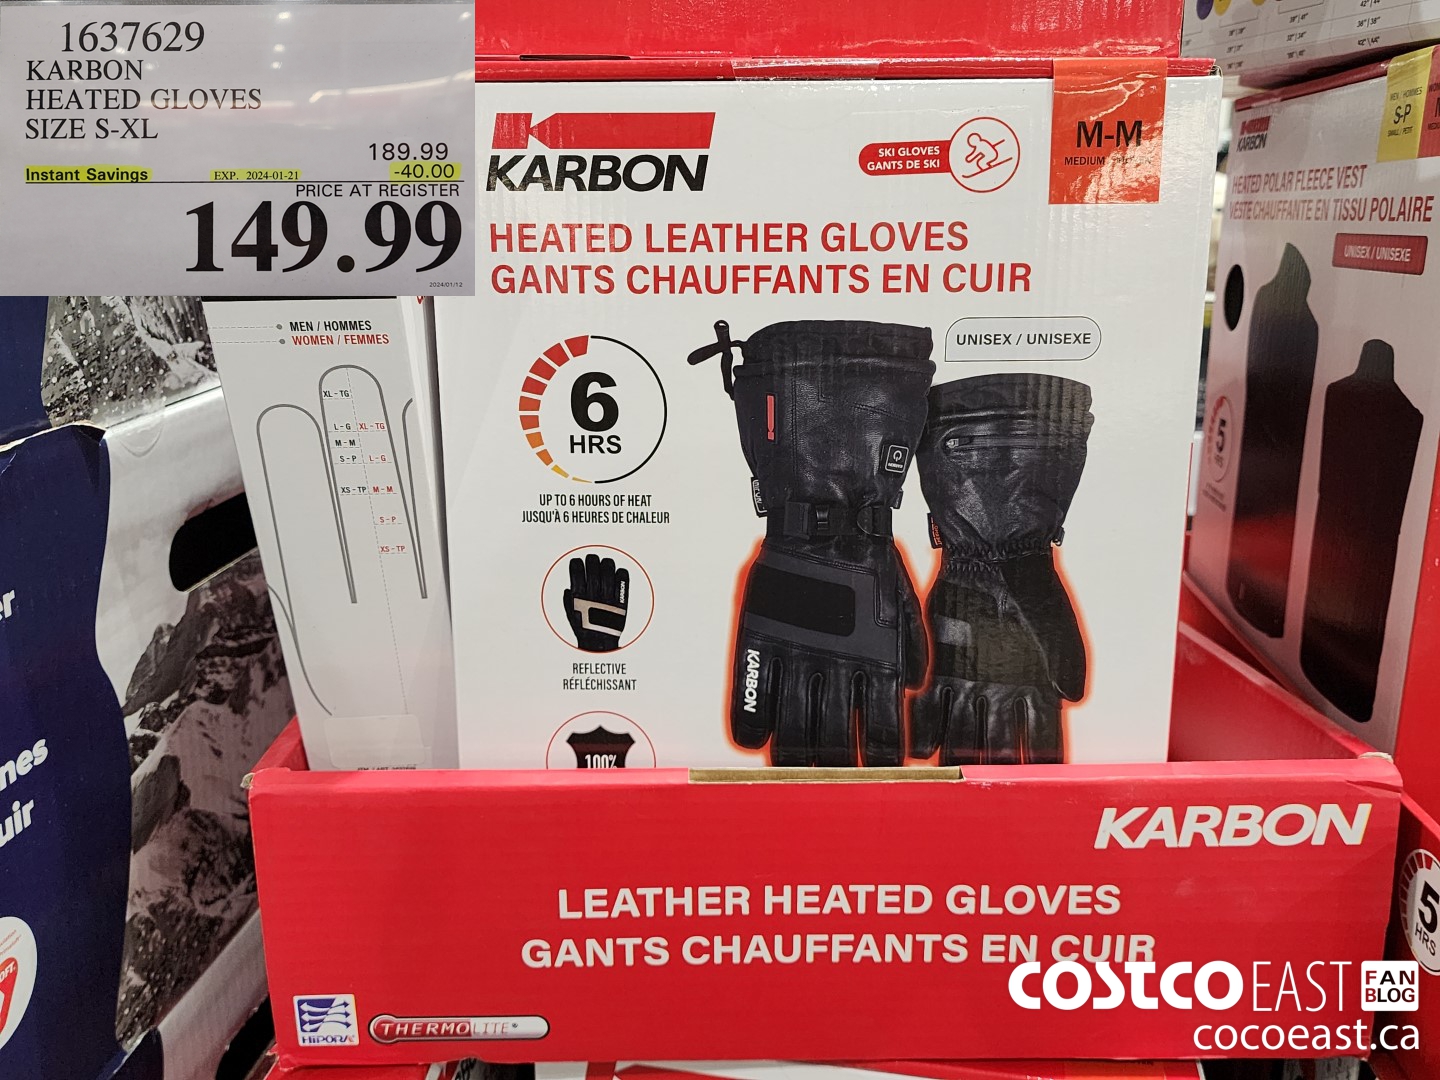 1637629
KARBON
HEATED GLOVES
SIZE S-XL
189.99
Instant Savings EXP. 2024-01-21 -40.00
PRICE AT REGISTER
149.99
2024/01/12
KARBON
SKI GLOVES
GANTS DE SKI
M-M
MEDIUM
HEATED LEATHER GLOVES
GANTS CHAUFFANTS EN CUIR
UNISEX / UNISEXE
6
HRS
UP TO 6 HOURS OF HEAT
JUSQU'À 6 HEURES DE CHALEUR
KARBON
REFLECTIVE
RÉFLÉCHISSANT
100%
KARBON
MEN / HOMMES
WOMEN / FEMMES
XL-TG
L-G XL-TG
M-M
S-P L-G
XS-TP M-M
S-P
XS-TP
KARBON
S-P
HEATED POLAR FLEECE VEST
VESTE CHAUFFANTE EN TISSU POLAIRE
UNISEX / UNISEXE
5
HRS
KARBON
LEATHER HEATED GLOVES
GANTS CHAUFFANTS EN CUIR
HIPORA
THERMOLITE®
5
HRS
COSTCO EAST FAN BLOG
cocoeast.ca